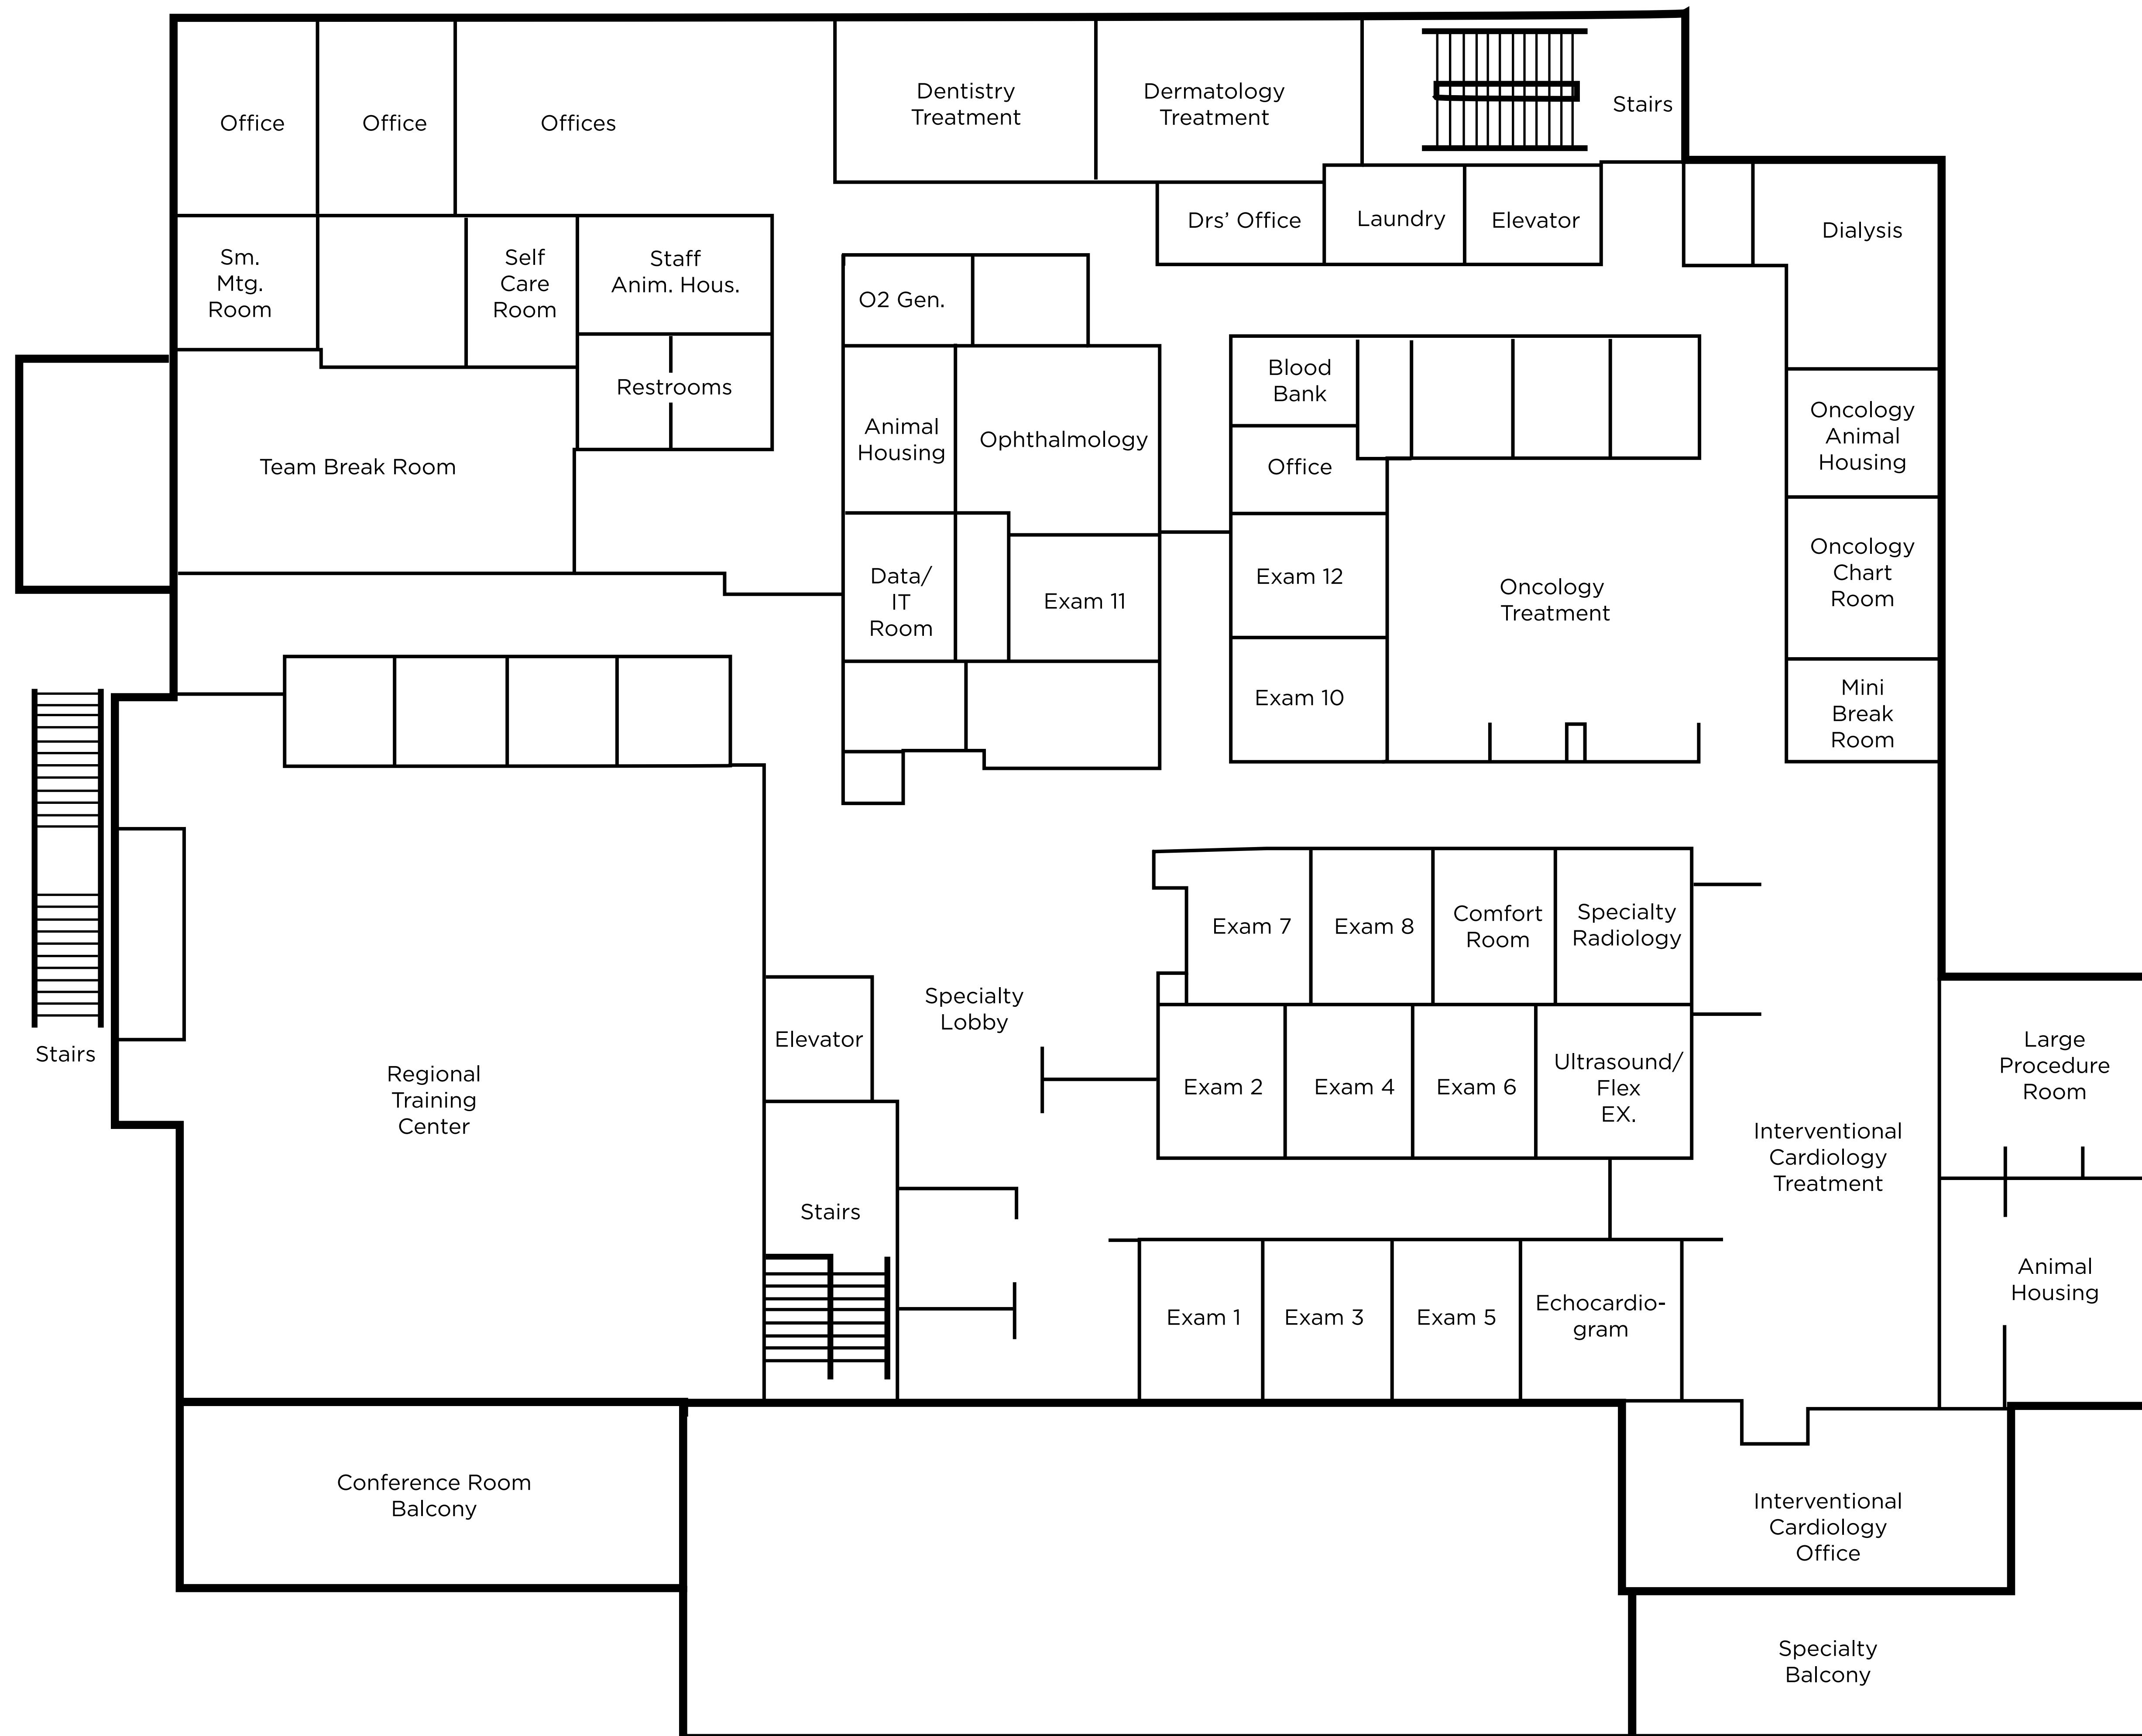 Office
Office
Offices
Dentistry
Treatment
Dermatology
Treatment
Stairs
Drs’ Office
Laundry
Elevator
Dialysis
Sm.
Mtg.
Room
Self
Care
Room
Staff
Anim. Hous.
O2 Gen.
Restrooms
Blood
Bank
Team Break Room
Animal
Housing
Ophthalmology
Office
Oncology
Animal
Housing
Data/
IT
Room
Exam 11
Exam 12
Oncology
Treatment
Oncology
Chart
Room
Exam 10
Mini
Break
Room
Exam 7
Exam 8
Comfort
Room
Specialty
Radiology
Specialty
Lobby
Elevator
Stairs
Regional
Training
Center
Exam 2
Exam 4
Exam 6
Ultrasound/
Flex
EX.
Large
Procedure
Room
Interventional
Cardiology
Treatment
Stairs
Animal
Housing
Exam 1
Exam 3
Exam 5
Echocardio-
gram
Conference Room
Balcony
Interventional
Cardiology
Office
Specialty
Balcony